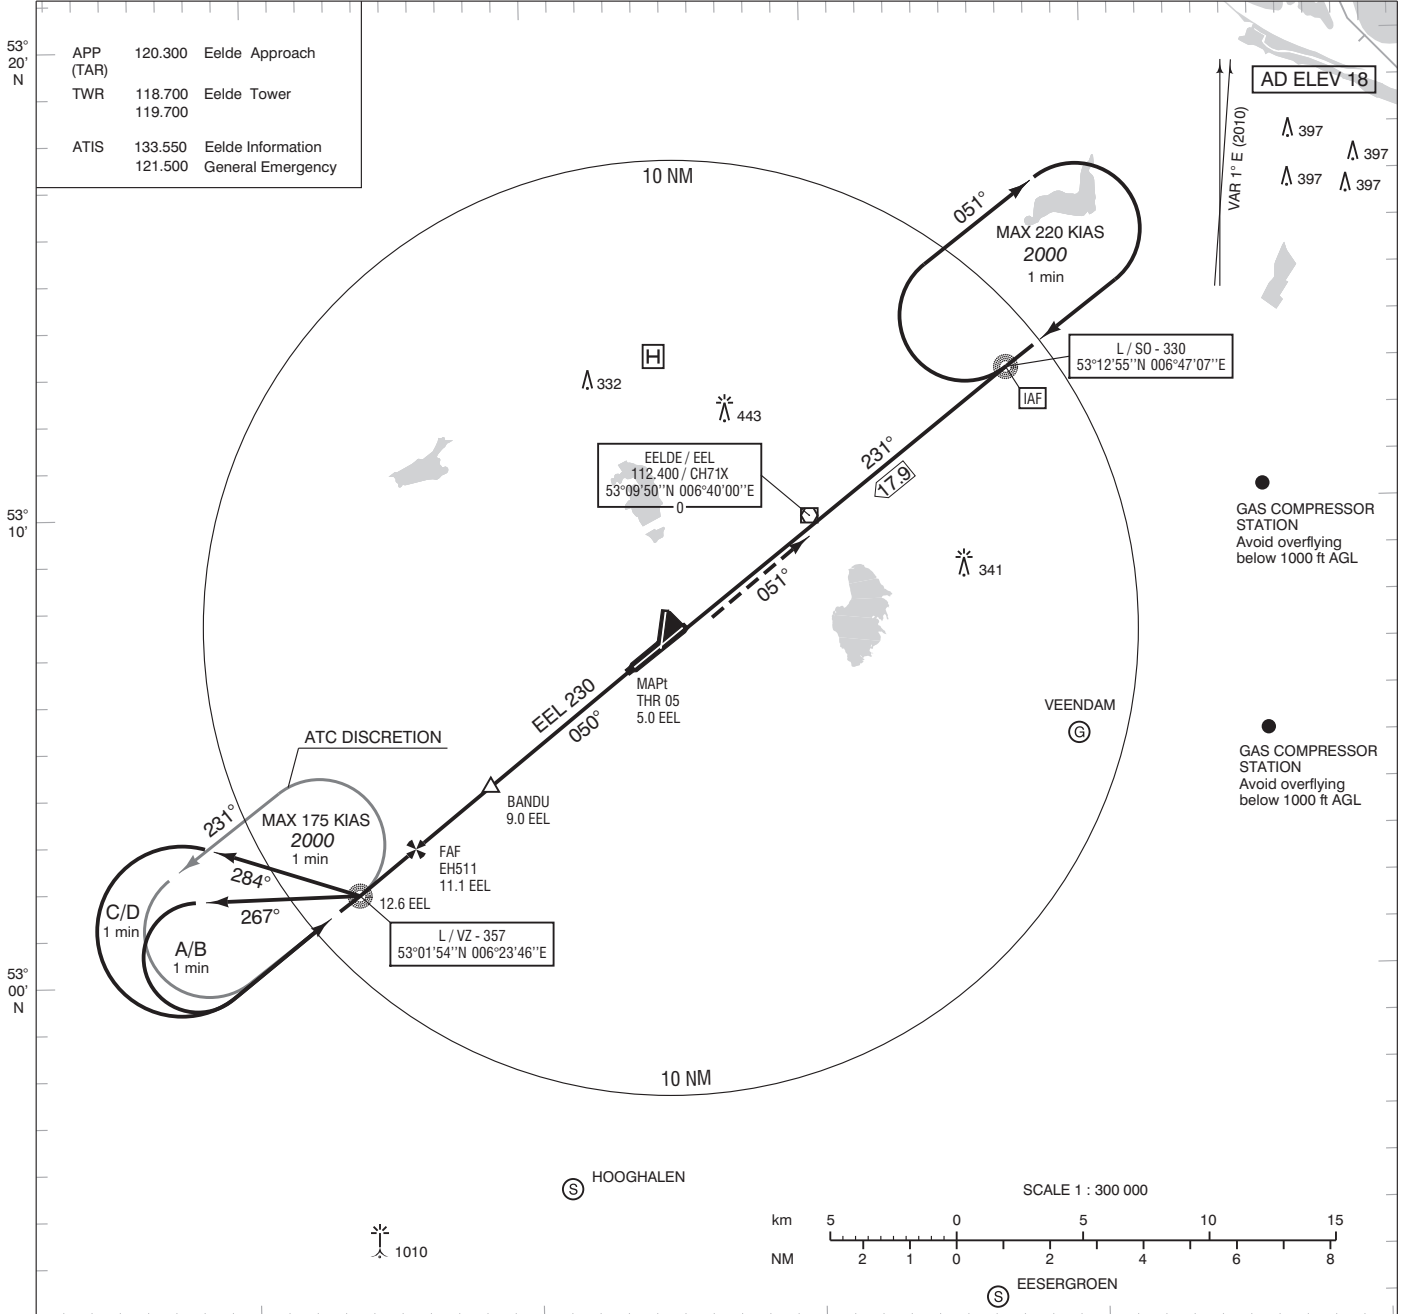 53°
20'
N
APP 120.300 Eelde Approach
(TAR)
TWR 118.700 Eelde Tower
119.700
ATIS 133.550 Eelde Information
121.500 General Emergency
AD ELEV 18
VAR 1° E (2010)
397
397
397
397
10 NM
051°
MAX 220 KIAS
2000
1 min
L / SO - 330
53°12'55''N 006°47'07''E
IAF
H
332
443
EELDE / EEL
112.400 / CH71X
53°09'50''N 006°40'00''E
0
231°
17.9
GAS COMPRESSOR
STATION
Avoid overflying
below 1000 ft AGL
53°
10'
341
051°
MAPt
THR 05
5.0 EEL
EEL 230
050°
VEENDAM
G
GAS COMPRESSOR
STATION
Avoid overflying
below 1000 ft AGL
ATC DISCRETION
BANDU
9.0 EEL
231°
MAX 175 KIAS
2000
1 min
FAF
EH511
11.1 EEL
284°
12.6 EEL
267°
C/D
1 min
A/B
1 min
L / VZ - 357
53°01'54''N 006°23'46''E
53°
00'
N
10 NM
HOOGHALEN
S
1010
SCALE 1 : 300 000
km 5 0 5 10 15
NM 2 1 0 2 4 6 8
EESERGROEN
S